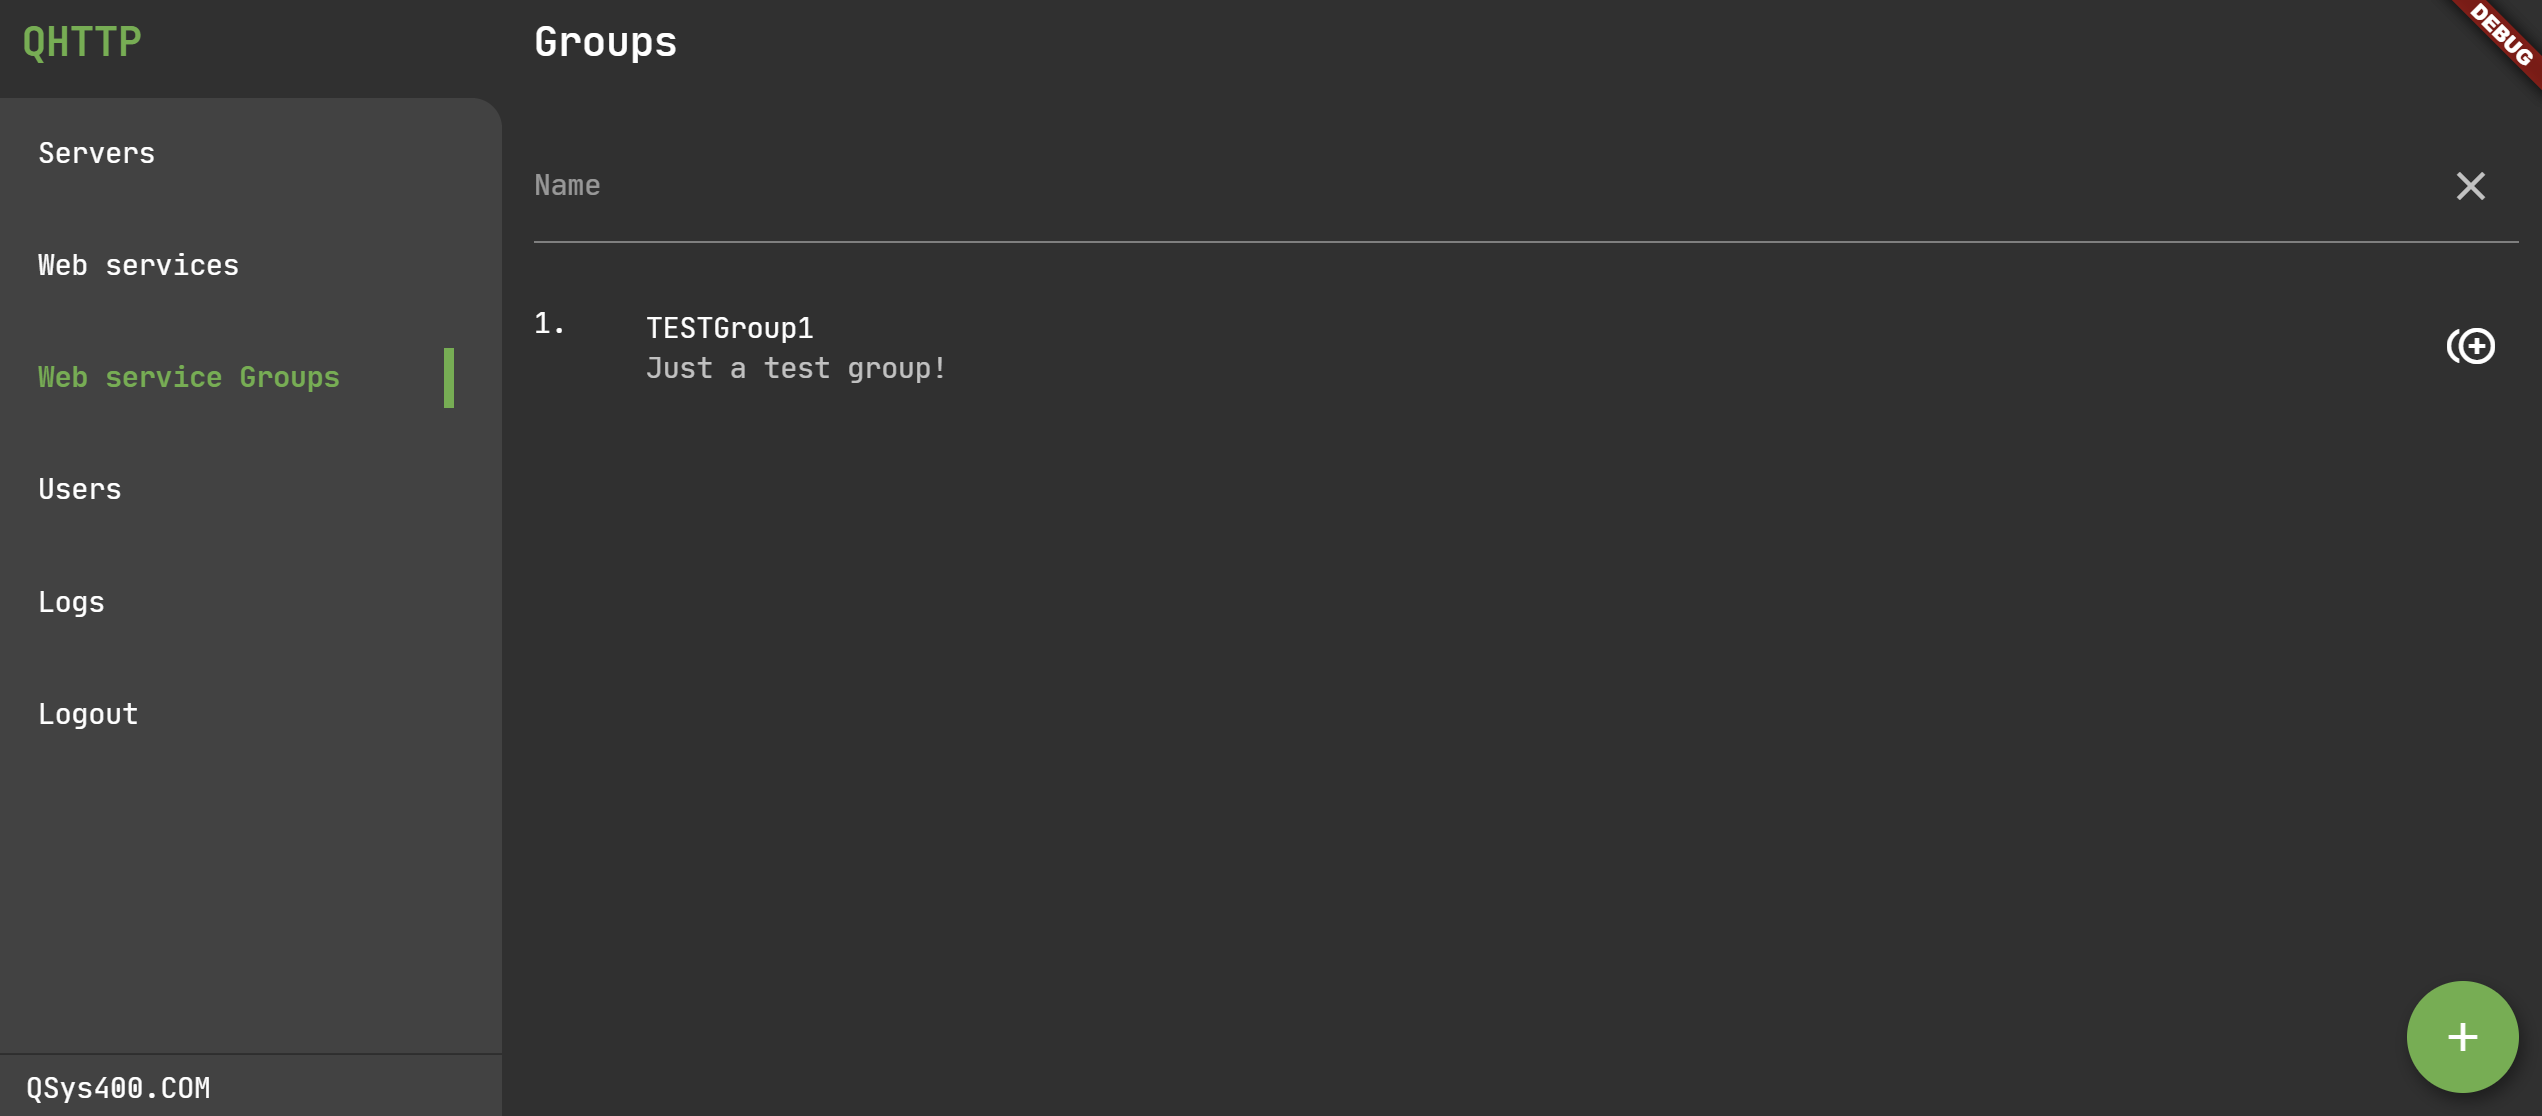 QHTTP
Groups
DEBUG
Servers
Web services
Web service Groups
Users
Logs
Logout
QSys400.COM
Name
1.
TESTGroup1
Just a test group!